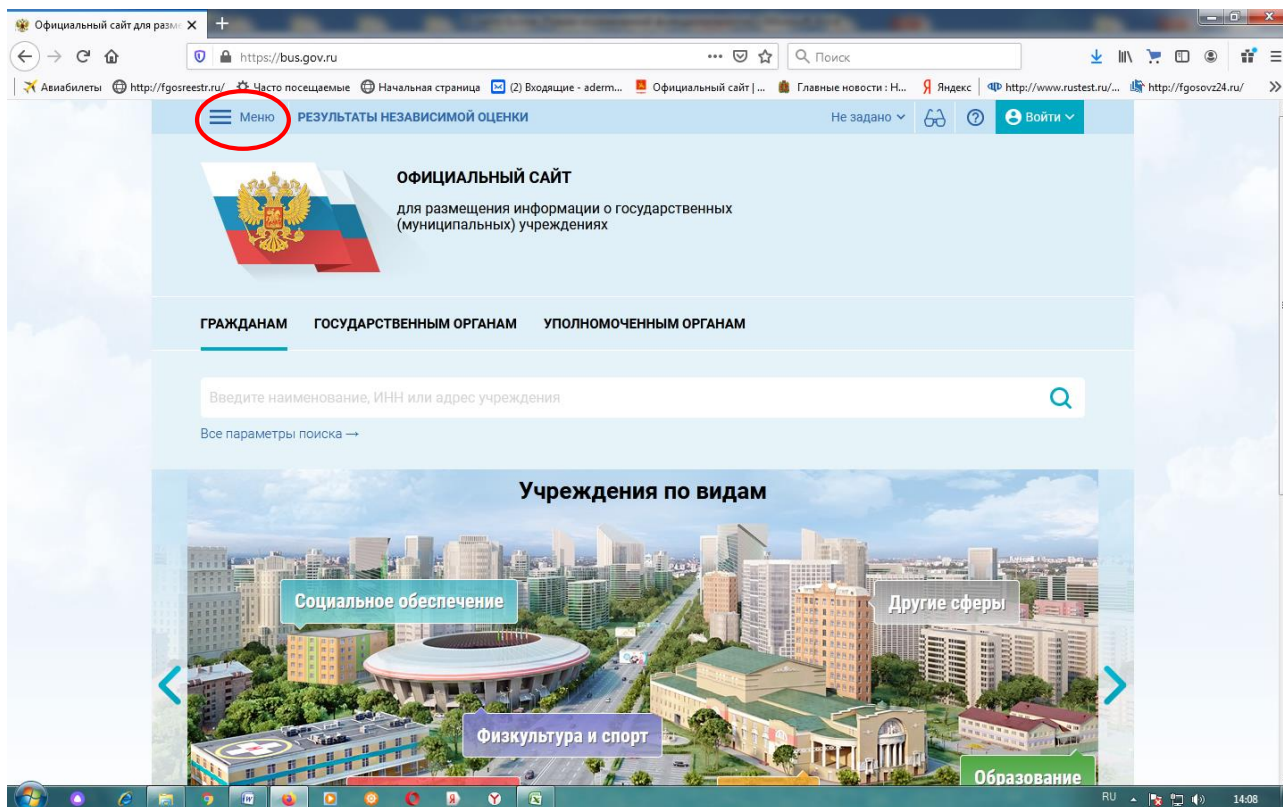 Официальный сайт для разме
https://bus.gov.ru
Поиск
Авиабилеты http://fgosreestr.ru/ Часто посещаемые Начальная страница (2) Входящие - aderm... Официальный сайт | ... Главные новости : Н... Яндекс http://www.rustest.ru/... http://fgosovz24.ru/
Меню РЕЗУЛЬТАТЫ НЕЗАВИСИМОЙ ОЦЕНКИ Не задано Войти
ОФИЦИАЛЬНЫЙ САЙТ
для размещения информации о государственных
(муниципальных) учреждениях
ГРАЖДАНАМ ГОСУДАРСТВЕННЫМ ОРГАНАМ УПОЛНОМОЧЕННЫМ ОРГАНАМ
Введите наименование, ИНН или адрес учреждения
Все параметры поиска →
Учреждения по видам
Социальное обеспечение
Другие сферы
Физкультура и спорт
Образование
RU 14:08